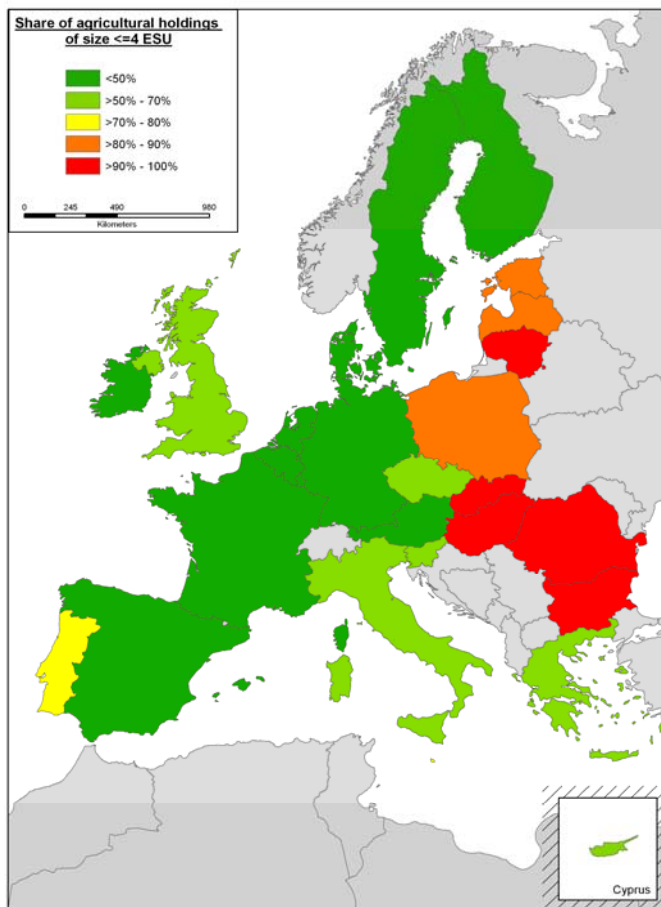 Share of agricultural holdings
of size <=4 ESU
<50%
>50% - 70%
>70% - 80%
>80% - 90%
>90% - 100%
0 245 490 980
Kilometers
Cyprus